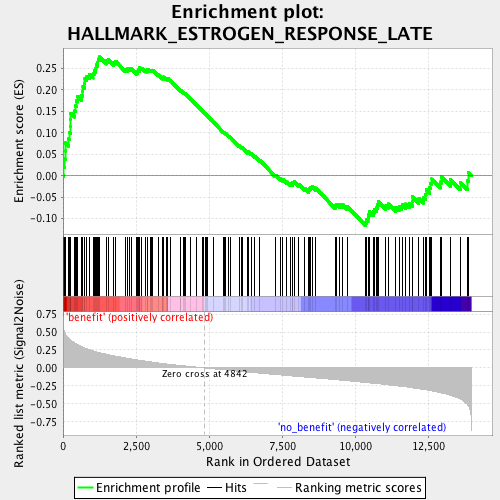 Enrichment plot:
HALLMARK_ESTROGEN_RESPONSE_LATE
Enrichment score (ES)
0.25
0.20
0.15
0.10
0.05
0.00
-0.05
-0.10
Ranked list metric (Signal2Noise)
0.75
0.50
0.25
0.00
-0.25
-0.50
-0.75
'benefit' (positively correlated)
Zero cross at 4842
'no_benefit' (negatively correlated)
0
2,500
5,000
7,500
10,000
12,500
Rank in Ordered Dataset
Enrichment profile
Hits
Ranking metric scores